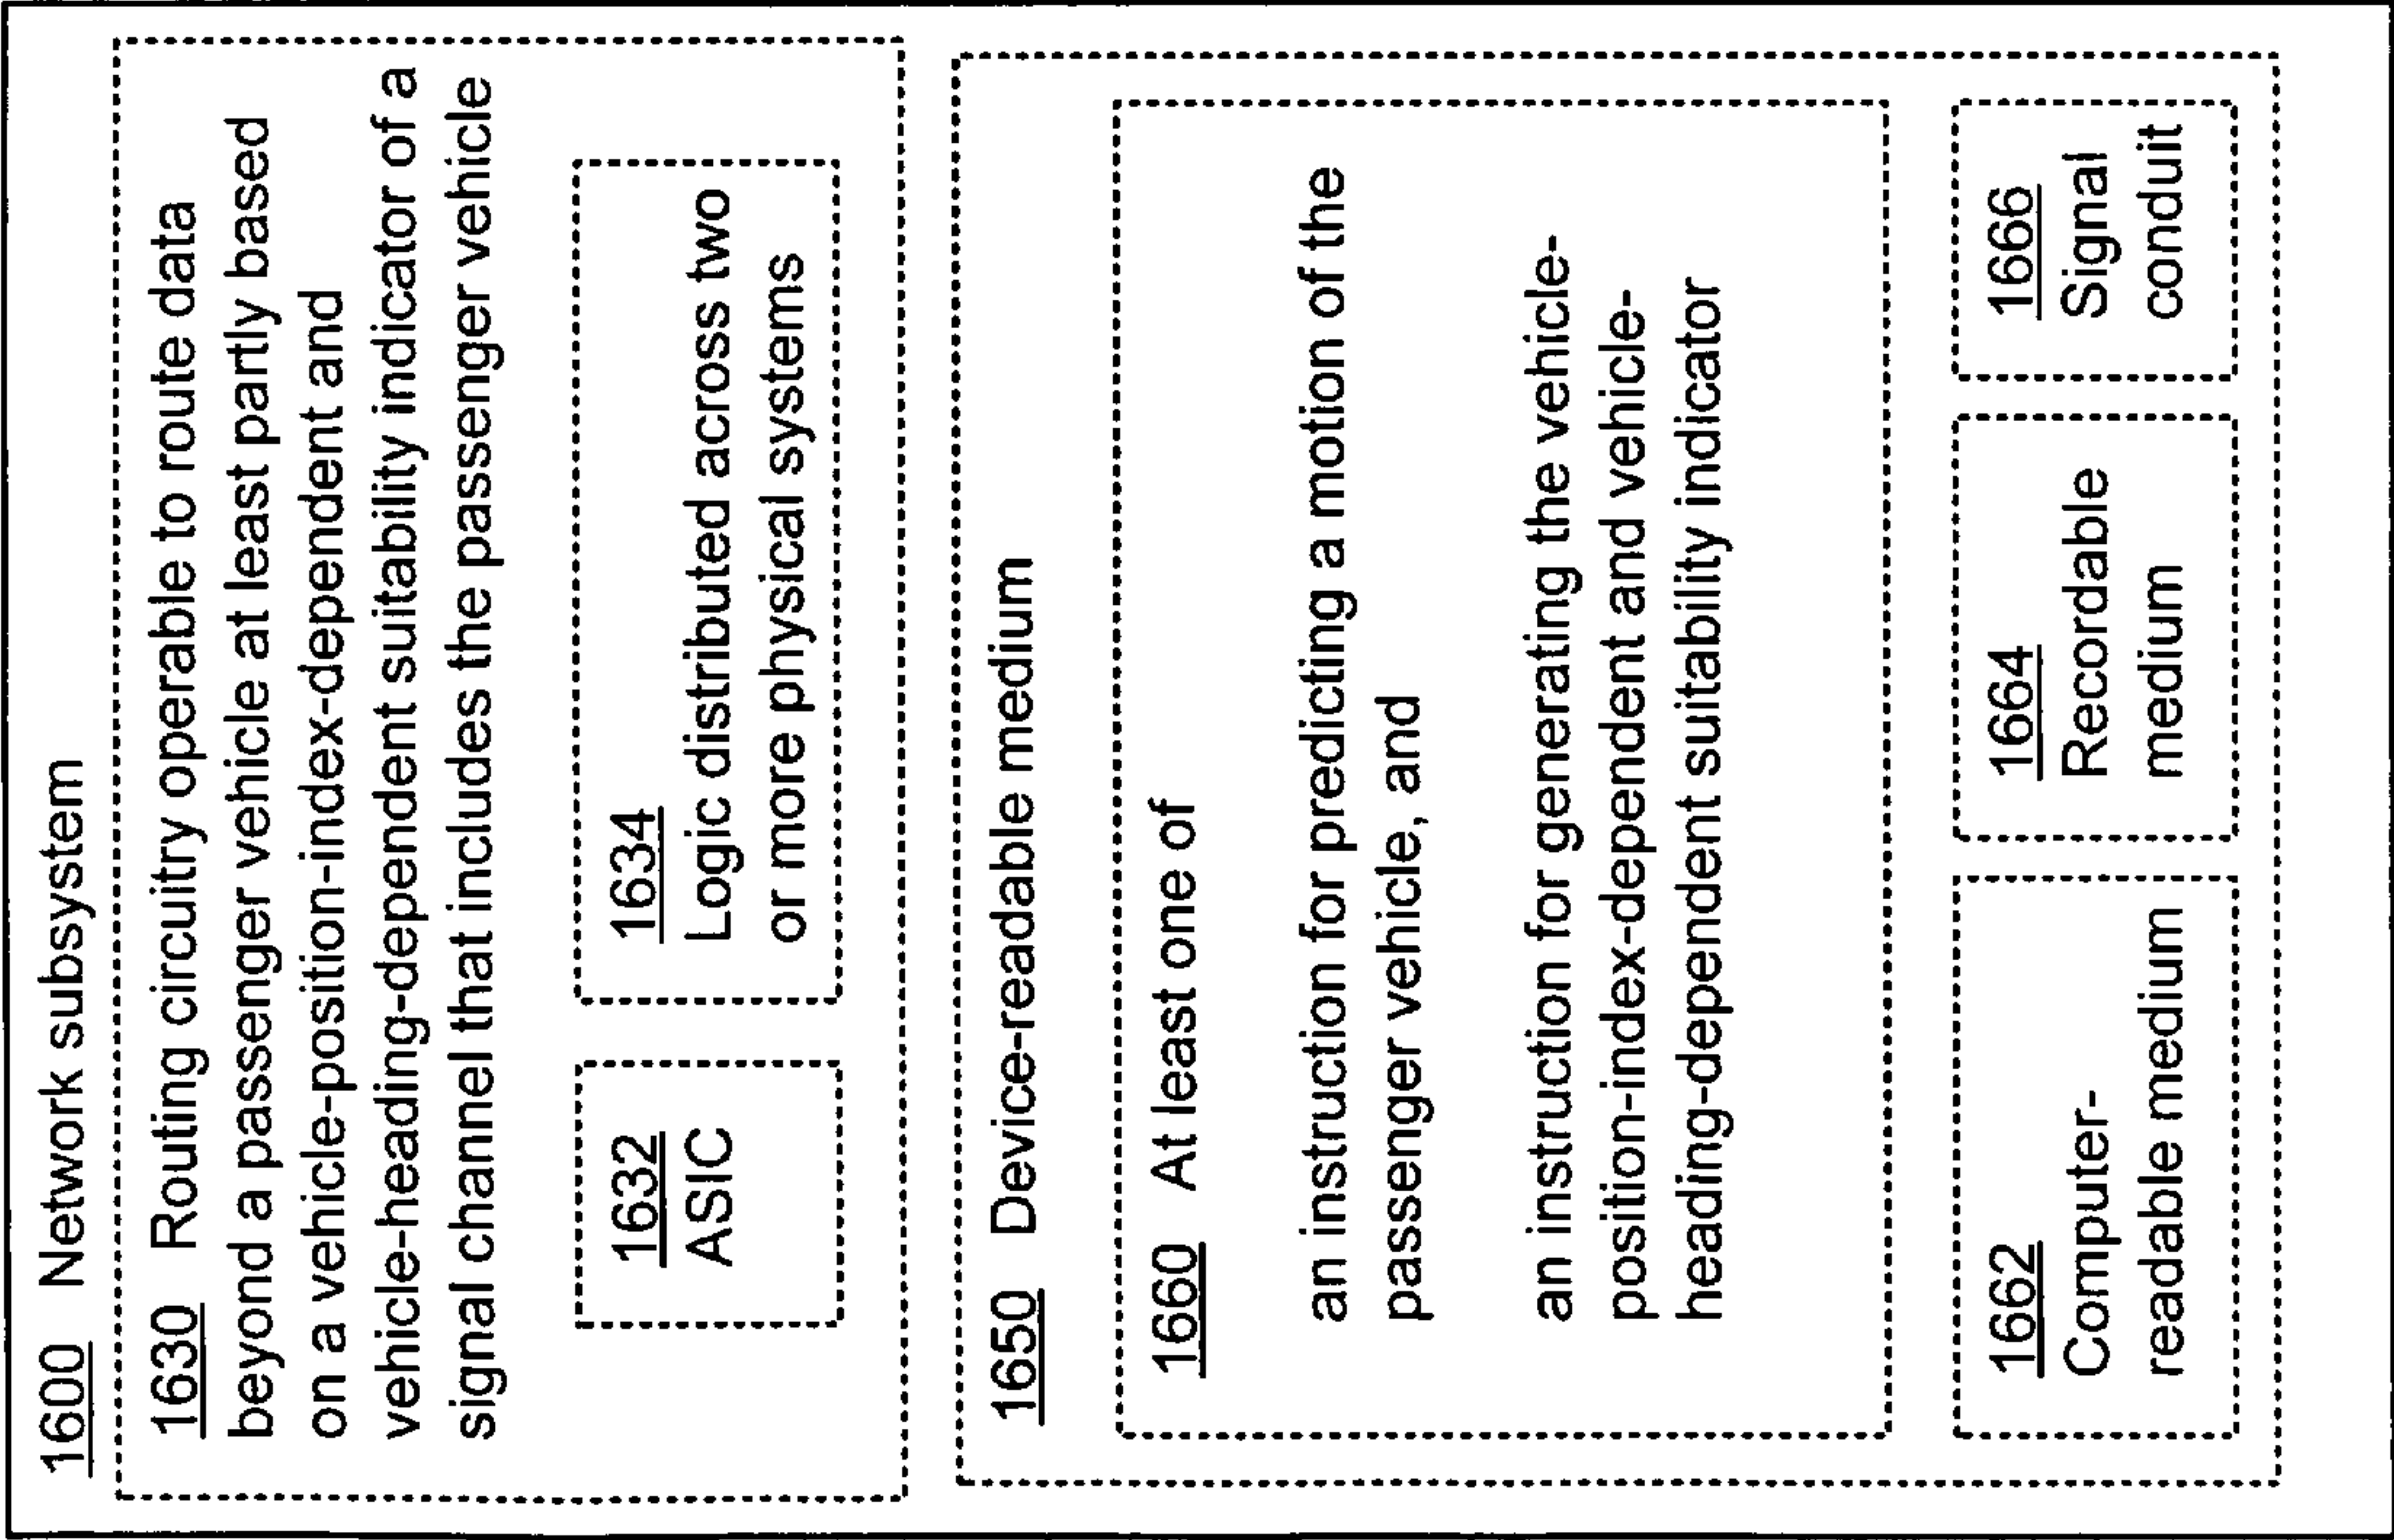 1600 Network subsystem
1630 Routing circuitry operable to route data
beyond a passenger vehicle at least partly based
on a vehicle-position-index-dependent and
vehicle-heading-dependent suitability indicator of a
signal channel that includes the passenger vehicle
1632
ASIC
1634
Logic distributed across two
or more physical systems
1650 Device-readable medium
1660 At least one of
an instruction for predicting a motion of the
passenger vehicle, and
an instruction for generating the vehicle-
position-index-dependent and vehicle-
heading-dependent suitability indicator
1662
Computer-
readable medium
1664
Recordable
medium
1666
Signal
conduit